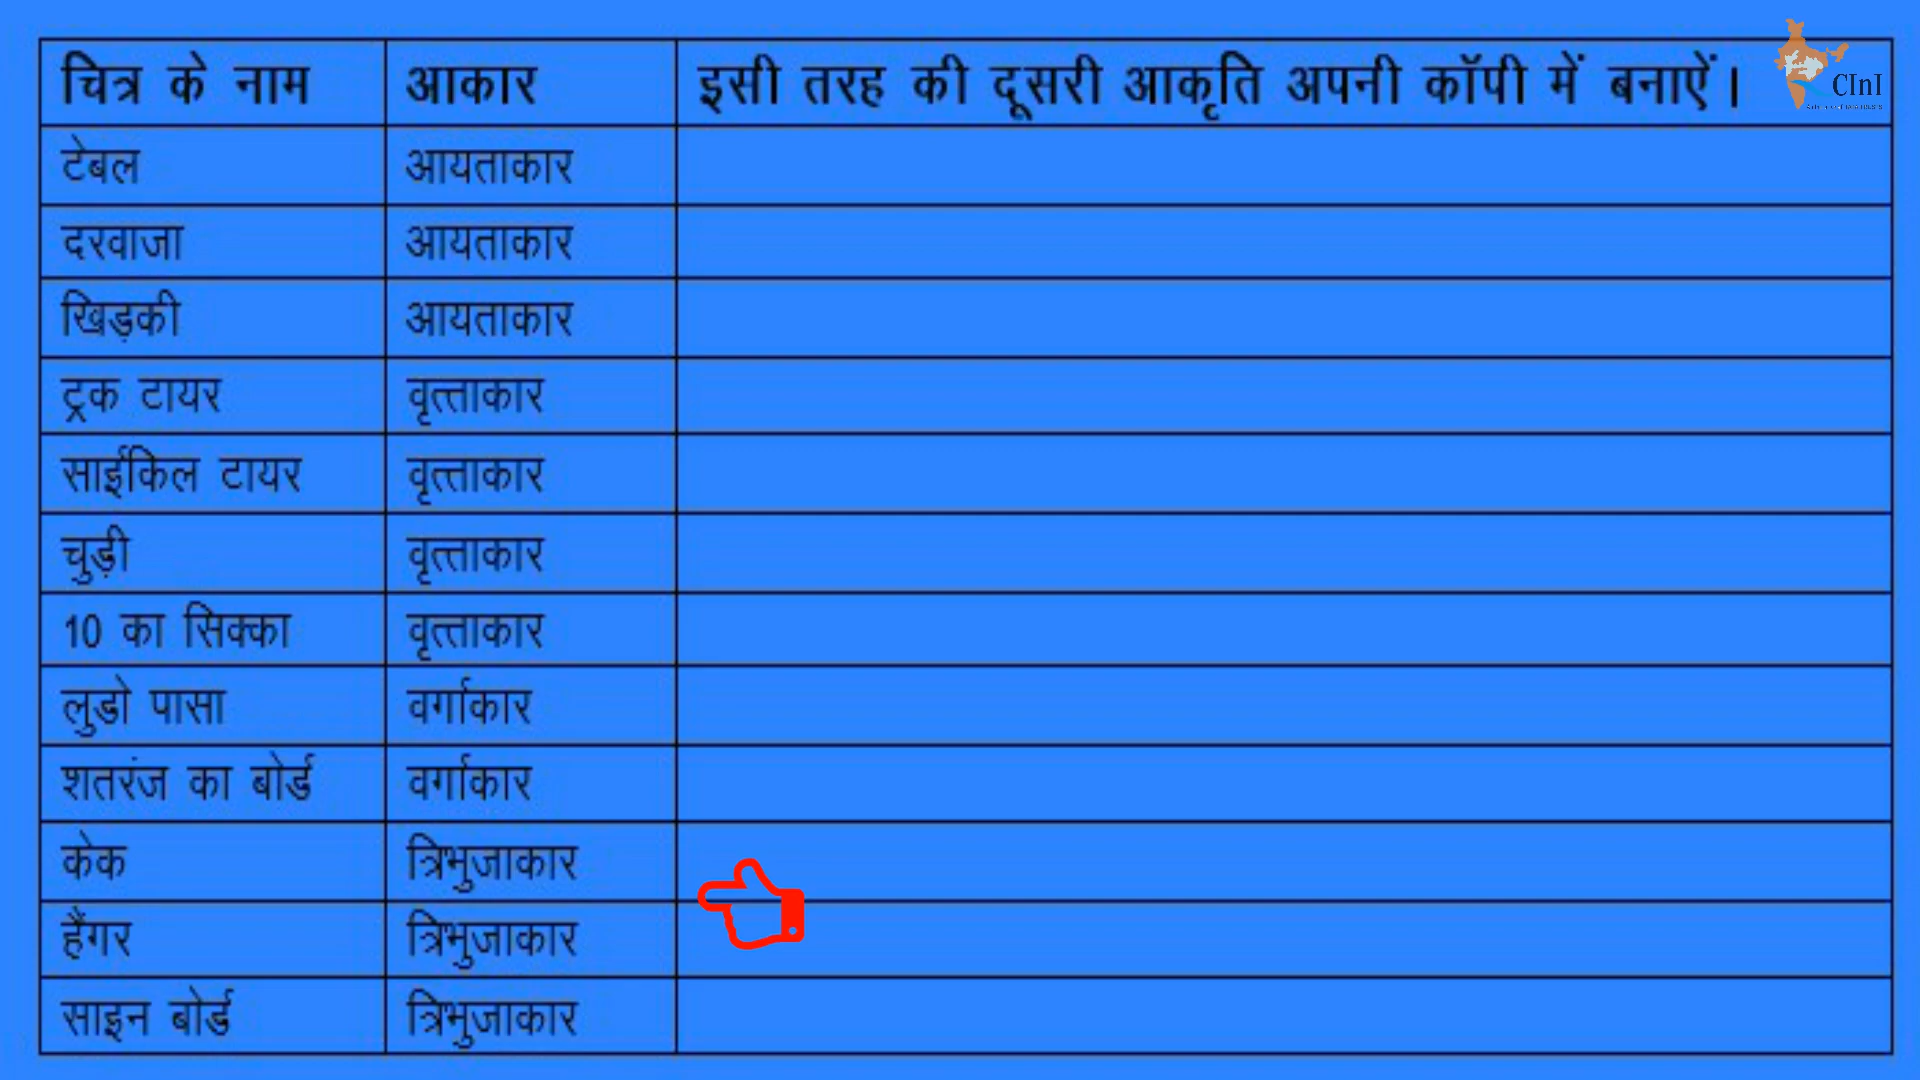 चित्र के नाम आकार इसी तरह की दूसरी आकृति अपनी कॉपी में बनाऐं।
टेबल आयताकार
दरवाजा आयताकार
खिड़की आयताकार
ट्रक टायर वृत्ताकार
साईकिल टायर वृत्ताकार
चुड़ी वृत्ताकार
10 का सिक्का वृत्ताकार
लुडो पासा वर्गाकार
शतरंज का बोर्ड वर्गाकार
केक त्रिभुजाकार
हैंगर त्रिभुजाकार
साइन बोर्ड त्रिभुजाकार
CInI